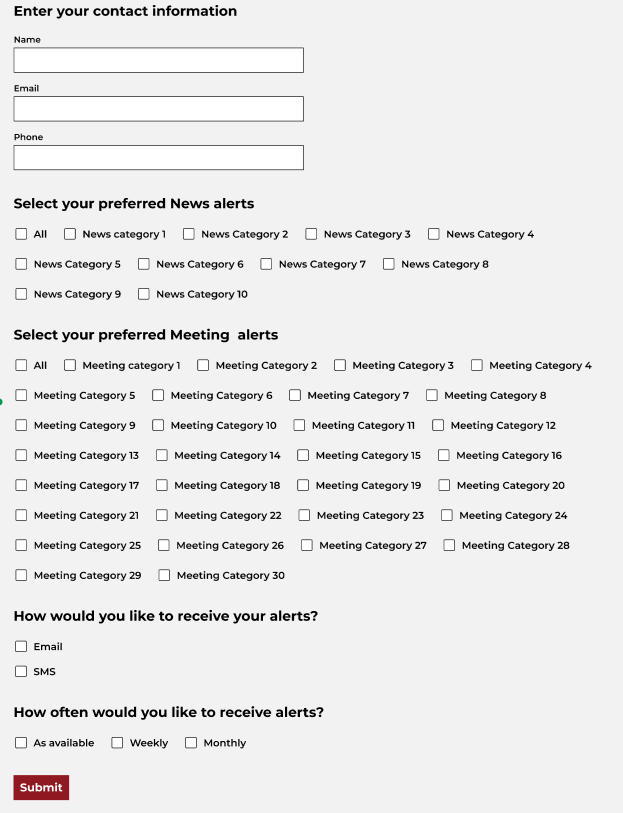 Enter your contact information
Name
Email
Phone
Select your preferred News alerts
All News category 1 News Category 2 News Category 3 News Category 4
News Category 5 News Category 6 News Category 7 News Category 8
News Category 9 News Category 10
Select your preferred Meeting  alerts
All Meeting category 1 Meeting Category 2 Meeting Category 3 Meeting Category 4
Meeting Category 5 Meeting Category 6 Meeting Category 7 Meeting Category 8
Meeting Category 9 Meeting Category 10 Meeting Category 11 Meeting Category 12
Meeting Category 13 Meeting Category 14 Meeting Category 15 Meeting Category 16
Meeting Category 17 Meeting Category 18 Meeting Category 19 Meeting Category 20
Meeting Category 21 Meeting Category 22 Meeting Category 23 Meeting Category 24
Meeting Category 25 Meeting Category 26 Meeting Category 27 Meeting Category 28
Meeting Category 29 Meeting Category 30
How would you like to receive your alerts?
Email
SMS
How often would you like to receive alerts?
As available Weekly Monthly
Submit